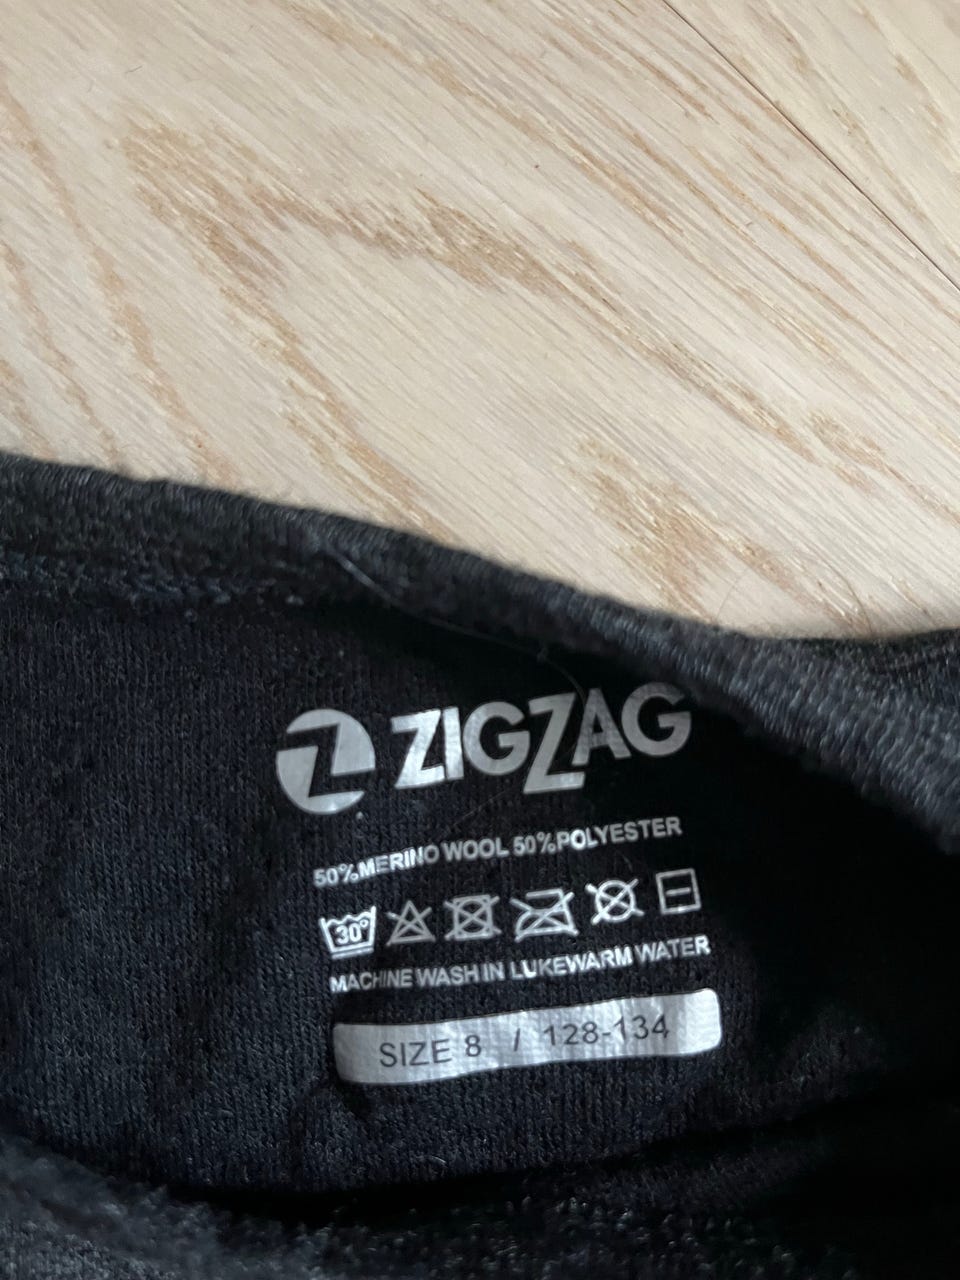 ZIGZAG
50%MERINO WOOL 50%POLYESTER
30°
MACHINE WASH IN LUKEWARM WATER
SIZE 8 / 128-134